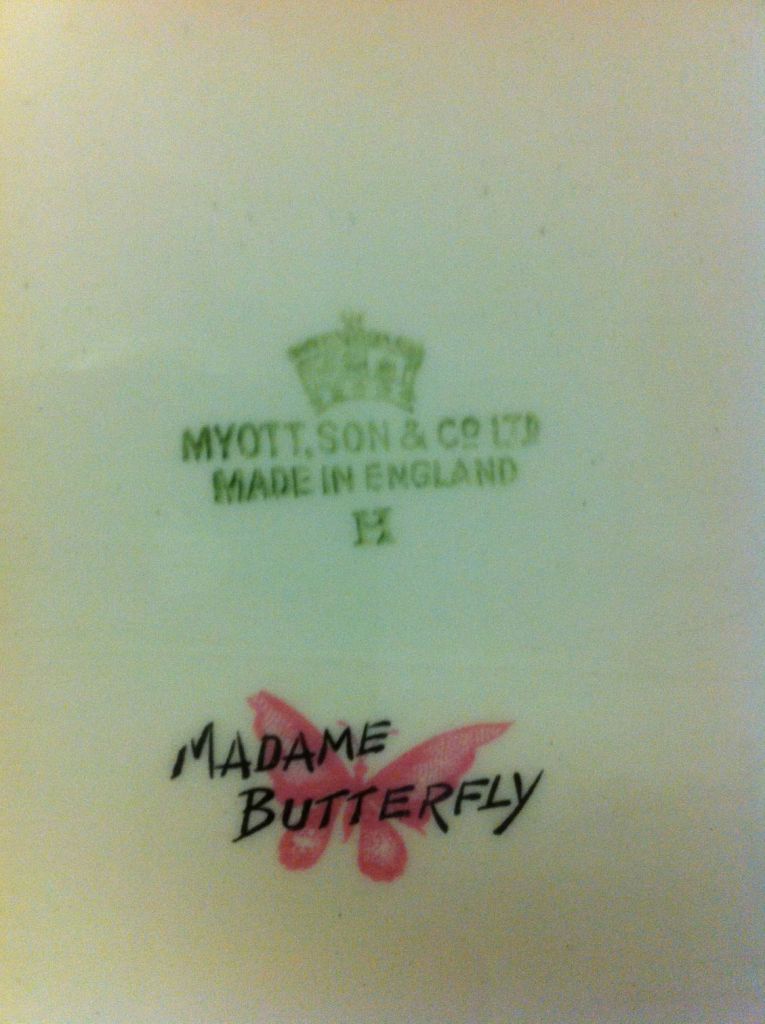 MYOTT, SON & Co LTD
MADE IN ENGLAND
H
MADAME
BUTTERFLY